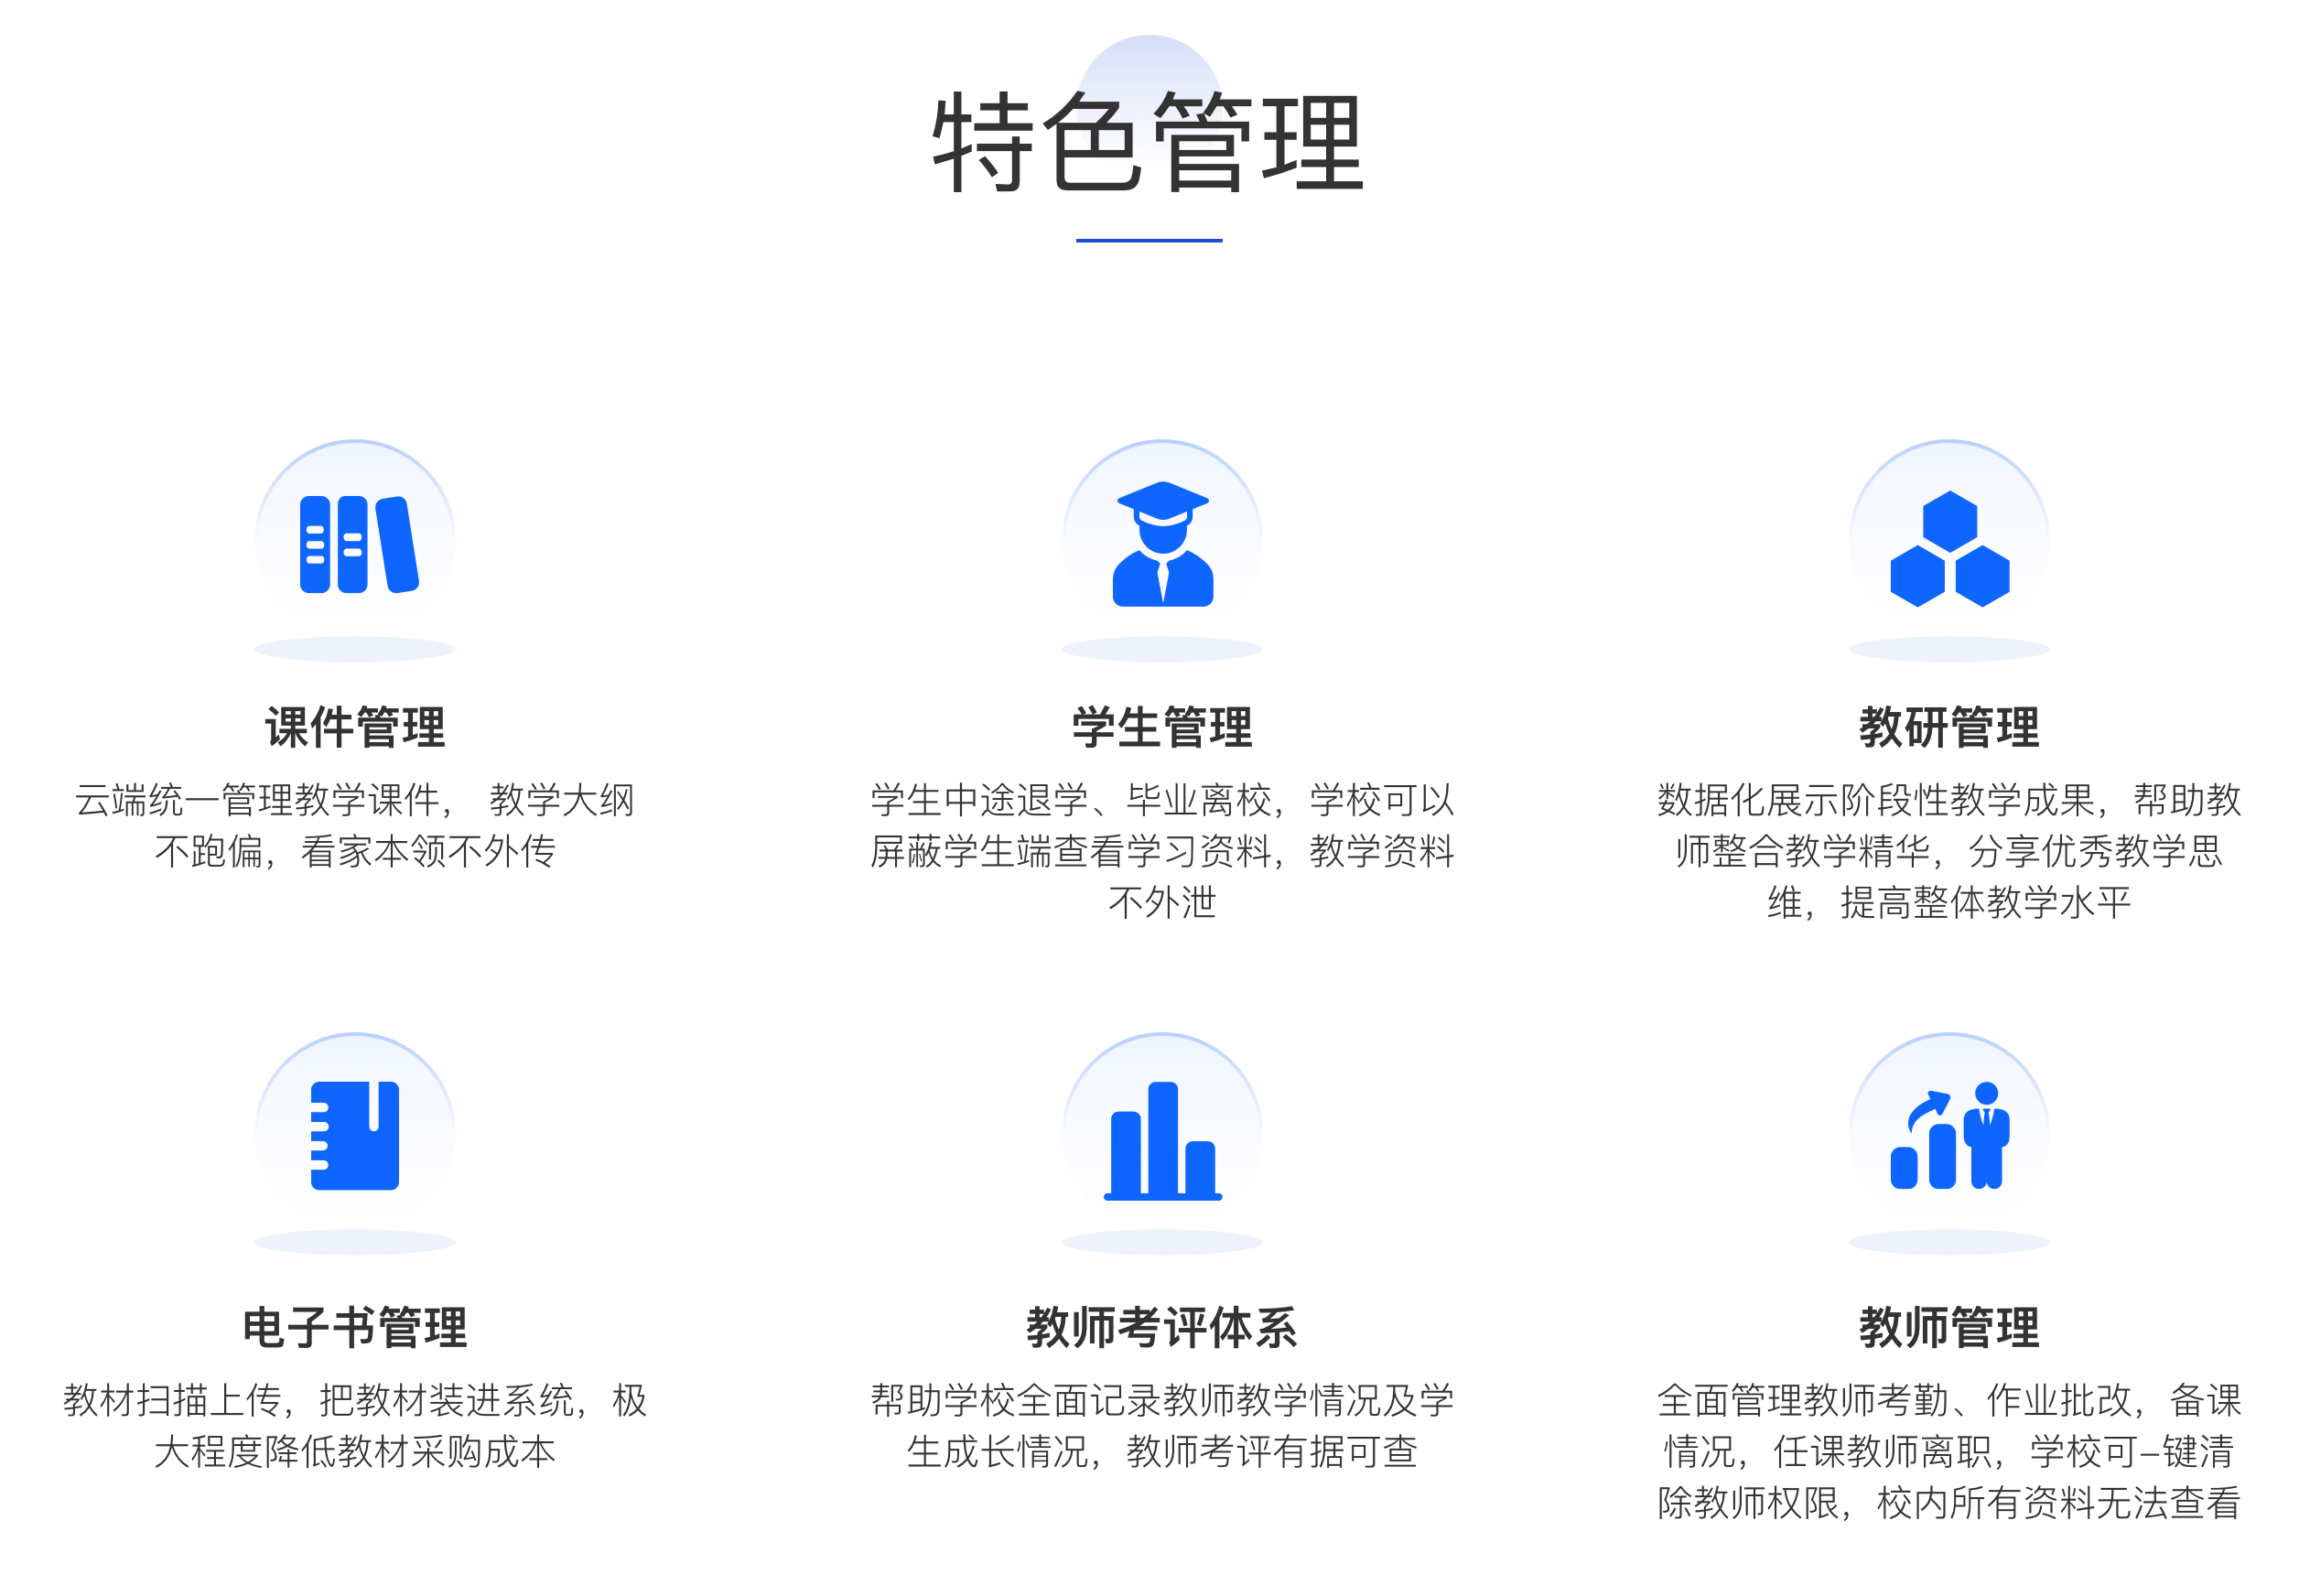 特色管理
课件管理
云端统一管理教学课件，教学大纲
不跑偏，看家本领不外传
学生管理
学生中途退学、毕业离校，学校可以
屏蔽学生端查看学习资料，教学资料
不外泄
教研管理
数据化展示阶段性教学成果，帮助教
师整合教学精华，分享优秀教学思
维，提高整体教学水平
电子书管理
教材扫描上传，把教材装进系统，极
大程度降低教材采购成本
教师考评体系
帮助学校全面记录教师教学情况及学
生成长情况，教师考评有据可查
教师管理
全面管理考勤、作业批改，备课
情况，任课教师离职，学校可一键清
除教师权限，校内所有资料无法查看